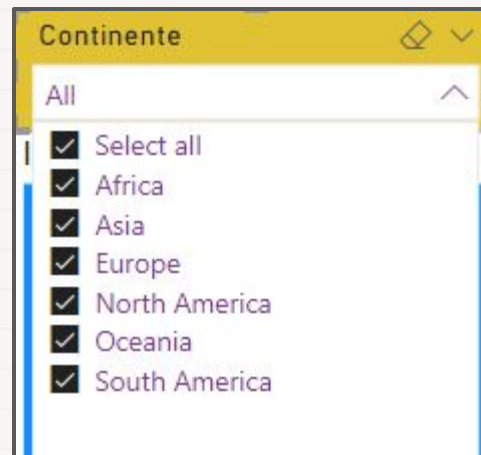 Continente
All
Select all
Africa
Asia
Europe
North America
Oceania
South America